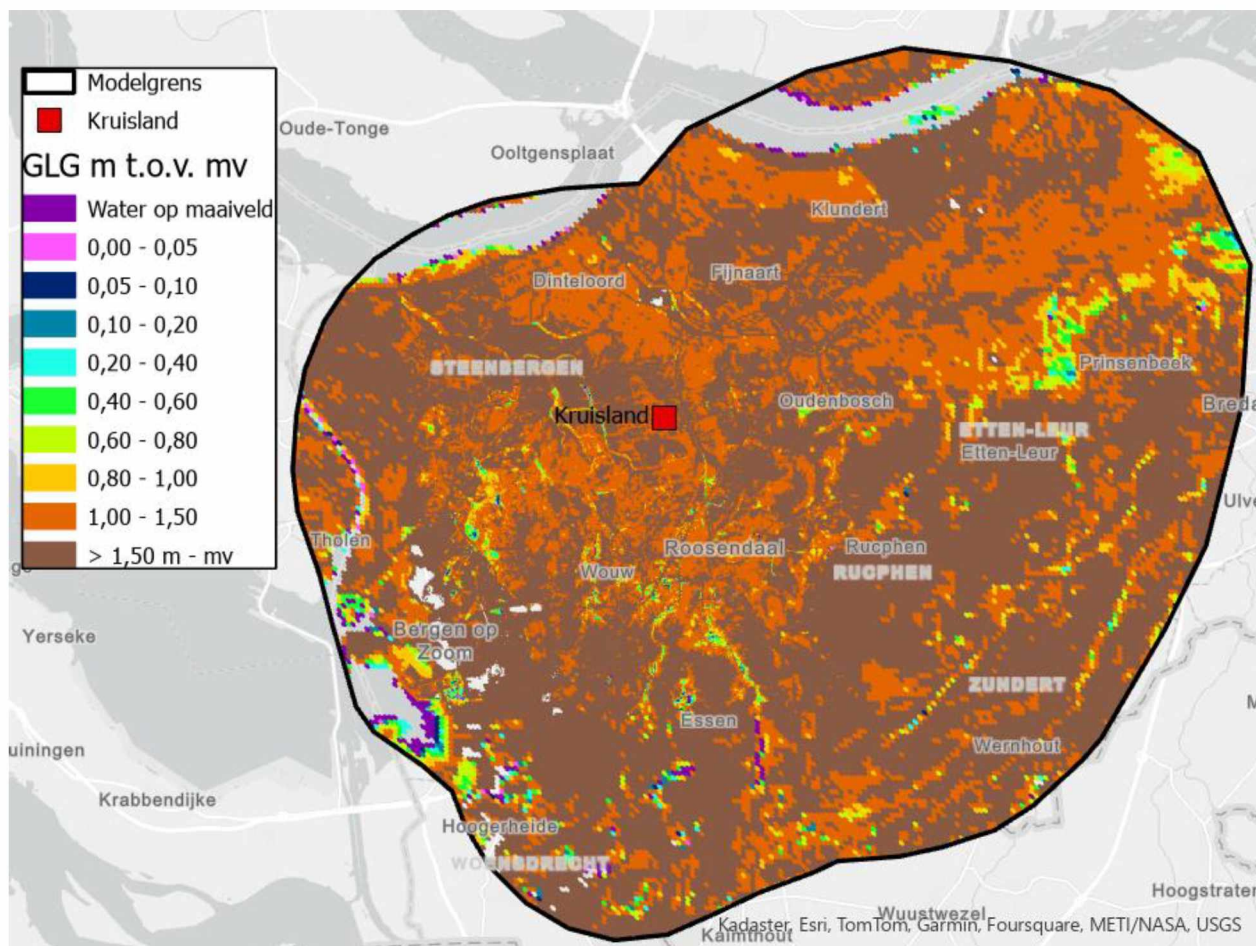 Modelgrens
Kruisland
GLG m t.o.v. mv
Water op maaiveld
0,00 - 0,05
0,05 - 0,10
0,10 - 0,20
0,20 - 0,40
0,40 - 0,60
0,60 - 0,80
0,80 - 1,00
1,00 - 1,50
> 1,50 m - mv
Oude-Tonge
Ooltgensplaat
Klundert
Dinteloord
Fijnaart
STEENBERGEN
Prinsenbeek
Kruisland
Oudenbosch
Breda
ETTEN-LEUR
Etten-Leur
Ulve
Tholen
Roosendaal
Rucphen
Wouw
RUCPHEN
Yerseke
Bergen op
Zoom
ZUNDERT
Essen
Wernhout
uiningen
Krabbendijke
Hoogerheide
WOENSDRECHT
Hoogstrater
Wuustwezel
Kadaster, Esri, TomTom, Garmin, Foursquare, METI/NASA, USGS
Kalmthout